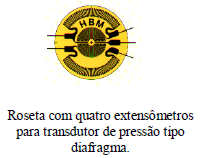 HBM
Roseta com quatro extensômetros
para transdutor de pressão tipo
diafragma.